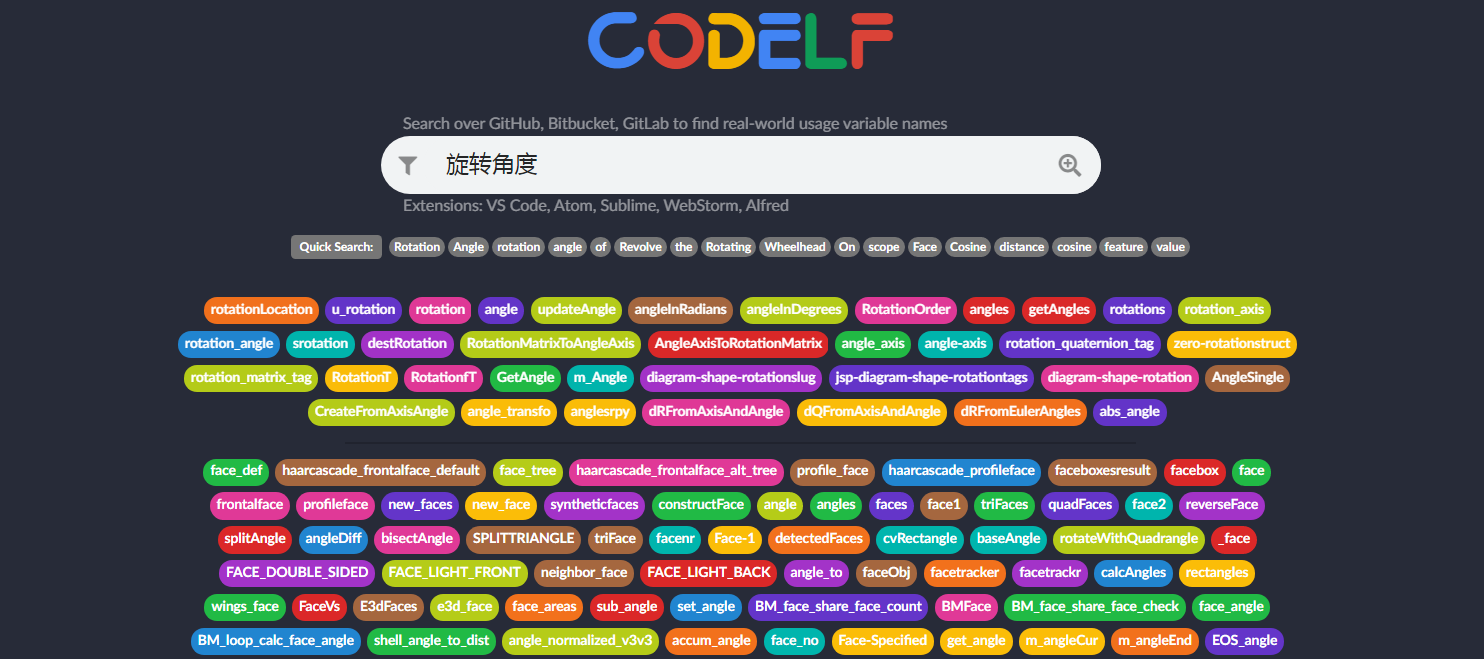 CODELF
Search over GitHub, Bitbucket, GitLab to find real-world usage variable names
旋转角度
Extensions: VS Code, Atom, Sublime, WebStorm, Alfred
Quick Search: Rotation Angle rotation angle of Revolve the Rotating Wheelhead On scope Face Cosine distance cosine feature value
rotationLocation u_rotation rotation angle updateAngle angleInRadians angleInDegrees RotationOrder angles getAngles rotations rotation_axis
rotation_angle srotation destRotation RotationMatrixToAngleAxis AngleAxisToRotationMatrix angle_axis angle-axis rotation_quaternion_tag zero-rotationstruct
rotation_matrix_tag RotationT RotationfT GetAngle m_Angle diagram-shape-rotationslug jsp-diagram-shape-rotationtags diagram-shape-rotation AngleSingle
CreateFromAxisAngle angle_transfo anglesrpy dRFromAxisAndAngle dQFromAxisAndAngle dRFromEulerAngles abs_angle
face_def haarcascade_frontalface_default face_tree haarcascade_frontalface_alt_tree profile_face haarcascade_profileface faceboxesresult facebox face
frontalface profileface new_faces new_face syntheticfaces constructFace angle angles faces face1 triFaces quadFaces face2 reverseFace
splitAngle angleDiff bisectAngle SPLITTRIANGLE triFace facenr Face-1 detectedFaces cvRectangle baseAngle rotateWithQuadrangle _face
FACE_DOUBLE_SIDED FACE_LIGHT_FRONT neighbor_face FACE_LIGHT_BACK angle_to faceObj facetracker facetrackr calcAngles rectangles
wings_face FaceVs E3dFaces e3d_face face_areas sub_angle set_angle BM_face_share_face_count BMFace BM_face_share_face_check face_angle
BM_loop_calc_face_angle shell_angle_to_dist angle_normalized_v3v3 accum_angle face_no Face-Specified get_angle m_angleCur m_angleEnd EOS_angle